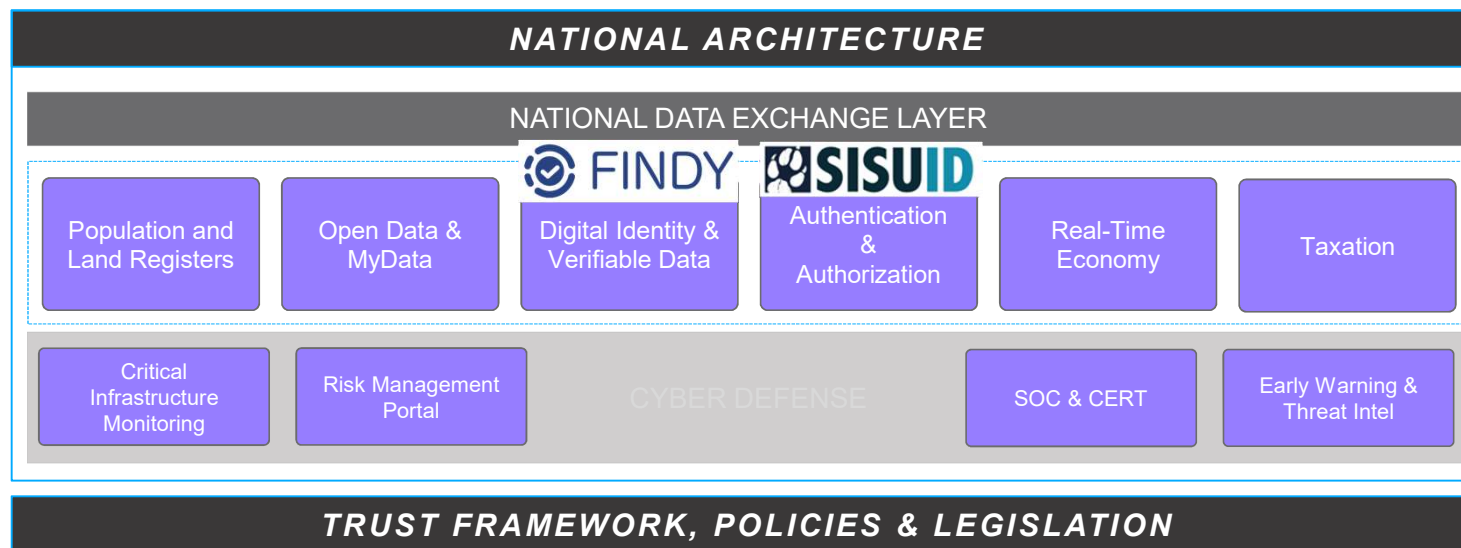 NATIONAL ARCHITECTURE
NATIONAL DATA EXCHANGE LAYER
FINDY
SISUID
Population and
Land Registers
Open Data &
MyData
Digital Identity &
Verifiable Data
Authentication
&
Authorization
Real-Time
Economy
Taxation
Critical
Infrastructure
Monitoring
Risk Management
Portal
CYBER DEFENSE
SOC & CERT
Early Warning &
Threat Intel
TRUST FRAMEWORK, POLICIES & LEGISLATION